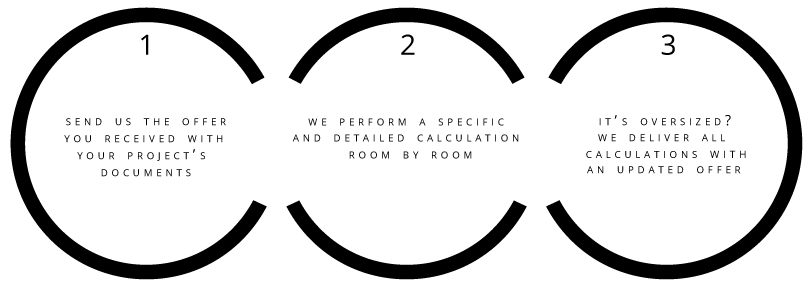 1
SEND US THE OFFER
YOU RECEIVED WITH
YOUR PROJECT'S
DOCUMENTS
2
WE PERFORM A SPECIFIC
AND DETAILED CALCULATION
ROOM BY ROOM
3
IT'S OVERSIZED?
WE DELIVER ALL
CALCULATIONS WITH
AN UPDATED OFFER